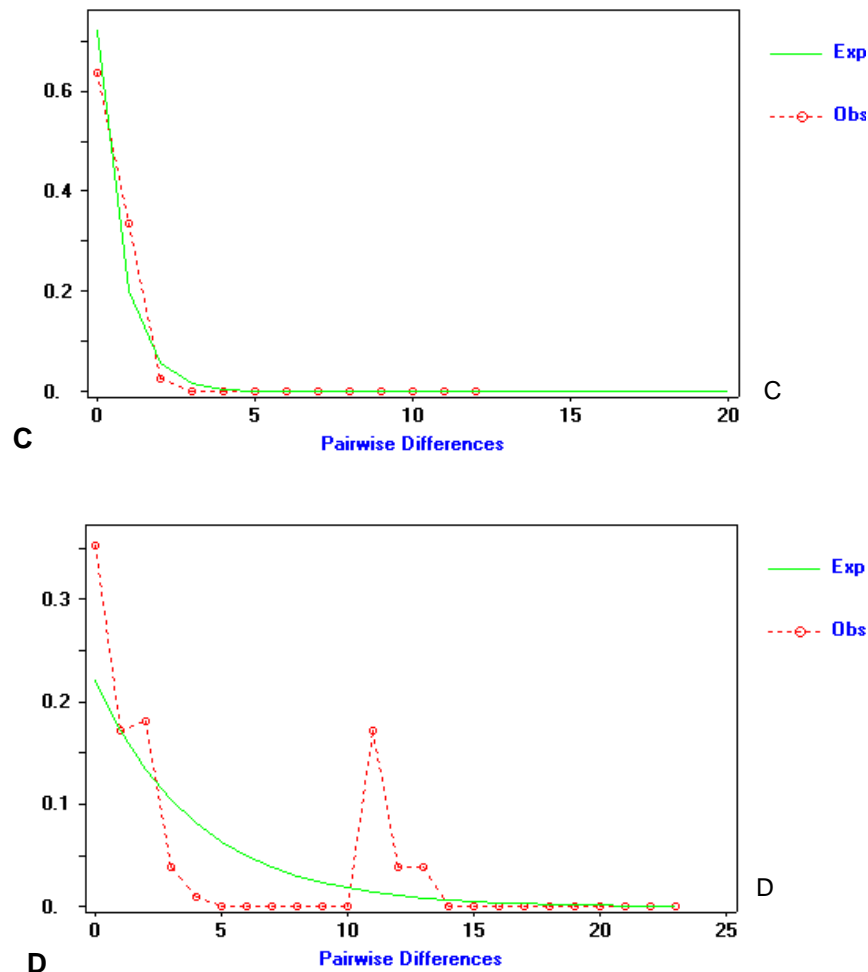 Exp
0.6
Obs
0.4
0.2
0.
C
0 5 10 15 20
C
Pairwise Differences
Exp
0.3
Obs
0.2
0.1
D
0.
0 5 10 15 20 25
D
Pairwise Differences